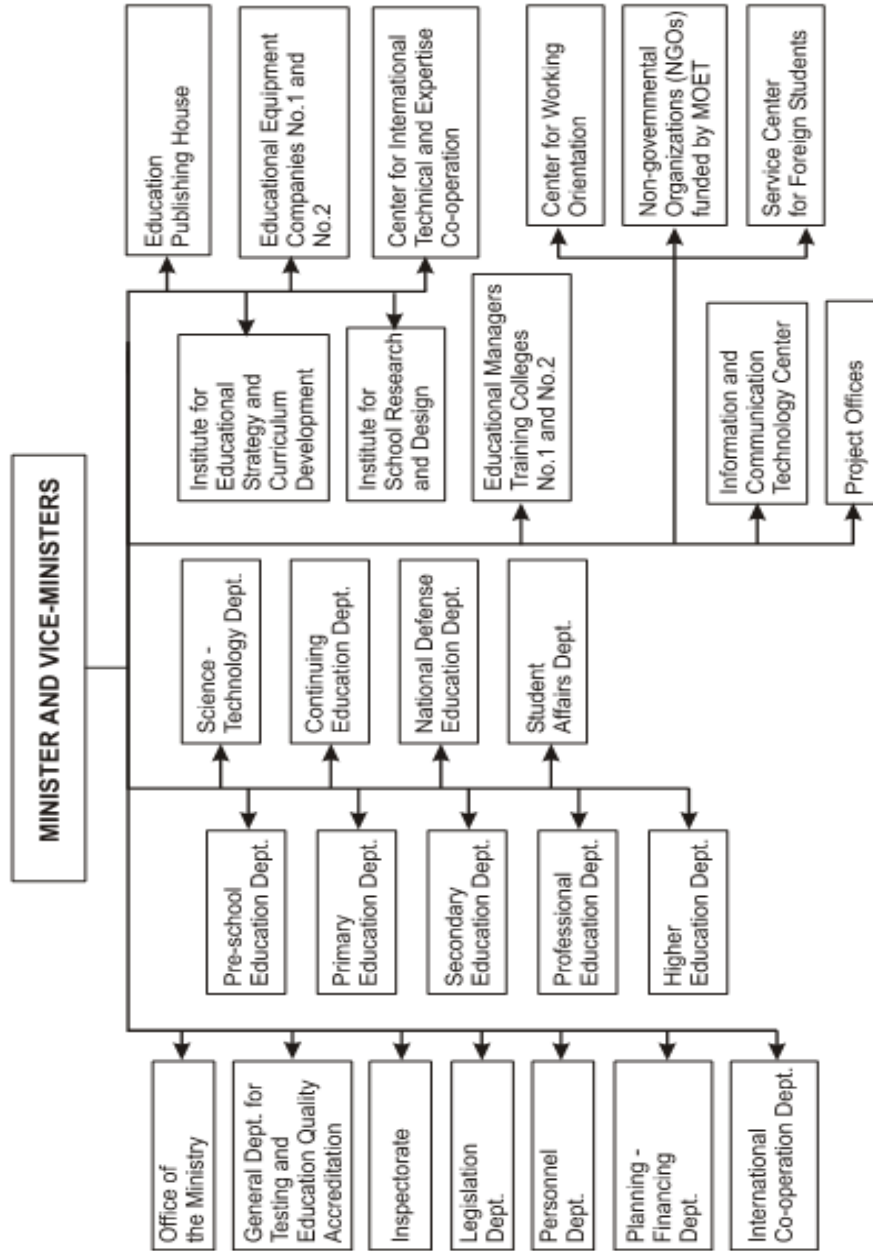 MINISTER AND VICE-MINISTERS
Office of
the Ministry
General Dept. for
Testing and
Education Quality
Accreditation
Inspectorate
Legislation
Dept.
Personnel
Dept.
Planning -
Financing
Dept.
International
Co-operation Dept.
Pre-school
Education Dept.
Primary
Education Dept.
Secondary
Education Dept.
Professional
Education Dept.
Higher
Education Dept.
Science -
Technology Dept.
Continuing
Education Dept.
National Defense
Education Dept.
Student
Affairs Dept.
Institute for
Educational
Strategy and
Curriculum
Development
Institute for
School Research
and Design
Educational Managers
Training Colleges
No.1 and No.2
Information and
Communication
Technology Center
Project Offices
Education
Publishing House
Educational Equipment
Companies No.1 and
No.2
Center for International
Technical and Expertise
Co-operation
Center for Working
Orientation
Non-governmental
Organizations (NGOs)
funded by MOET
Service Center
for Foreign Students